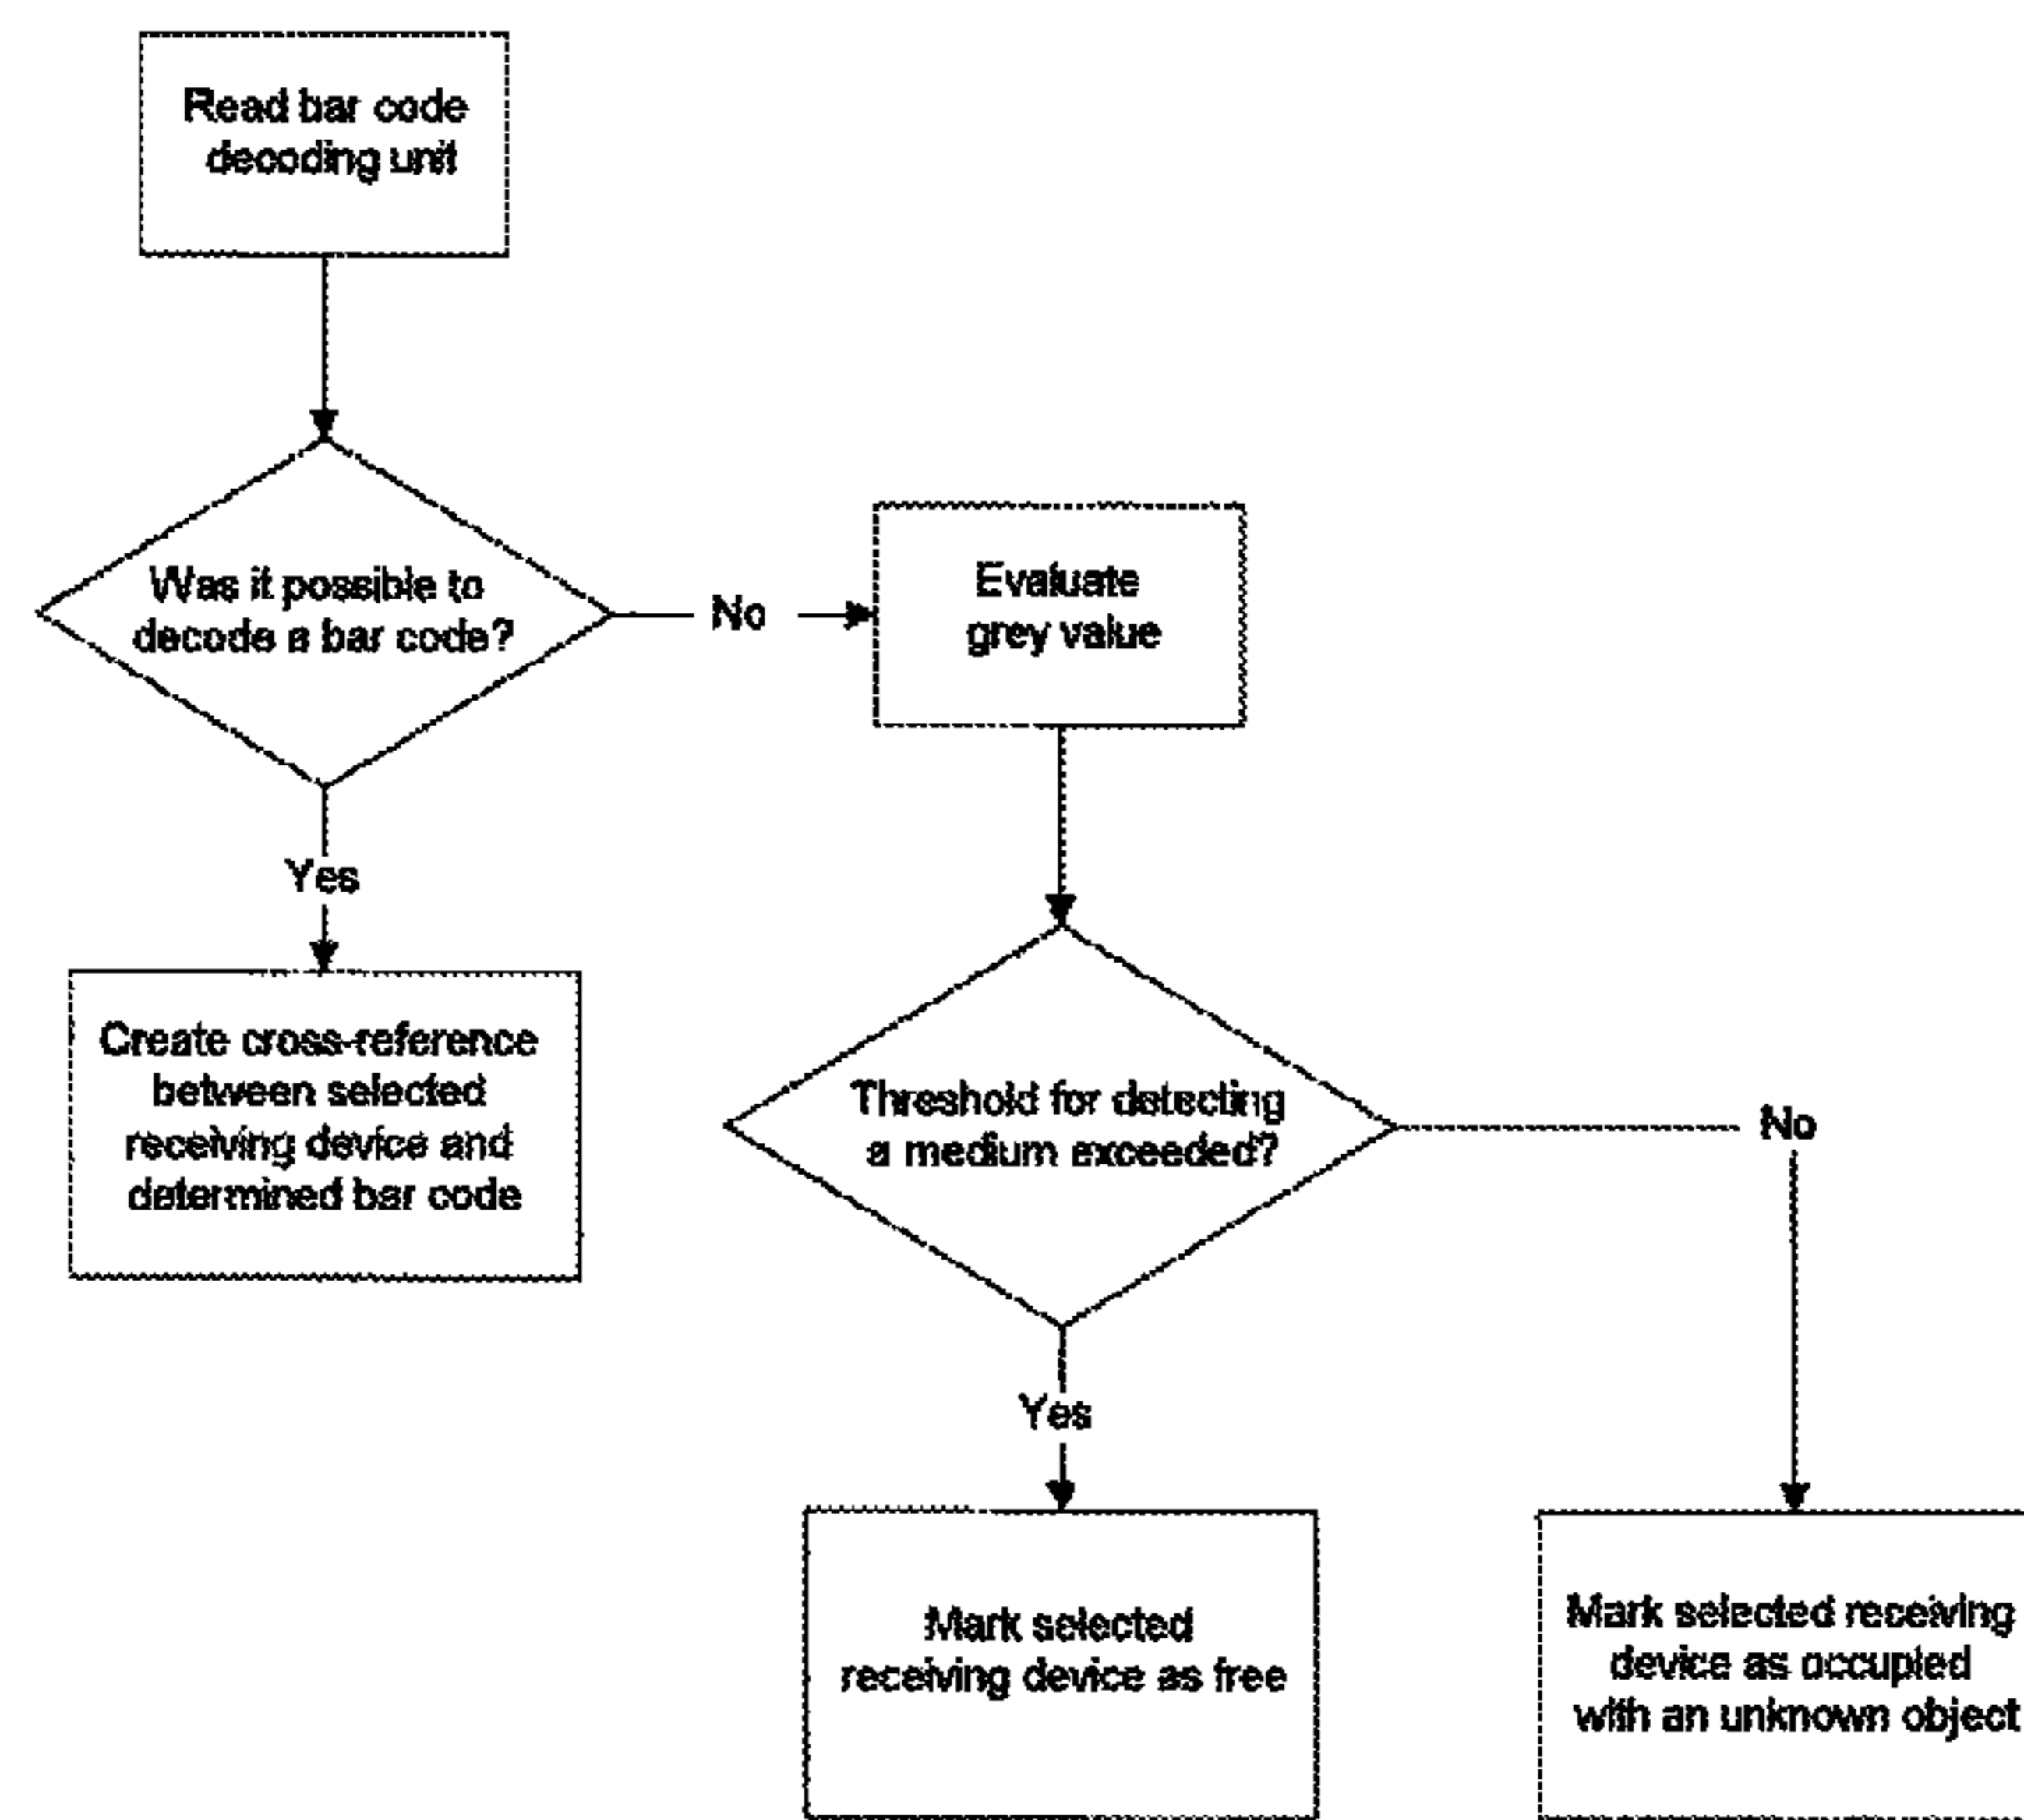 Read bar code
decoding unit
Was it possible to
decode a bar code?
No
Evaluate
grey value
Yes
Create cross-reference
between selected
receiving device and
determined bar code
Threshold for detecting
a medium exceeded?
No
Yes
Mark selected
receiving device as free
Mark selected receiving
device as occupied
with an unknown object